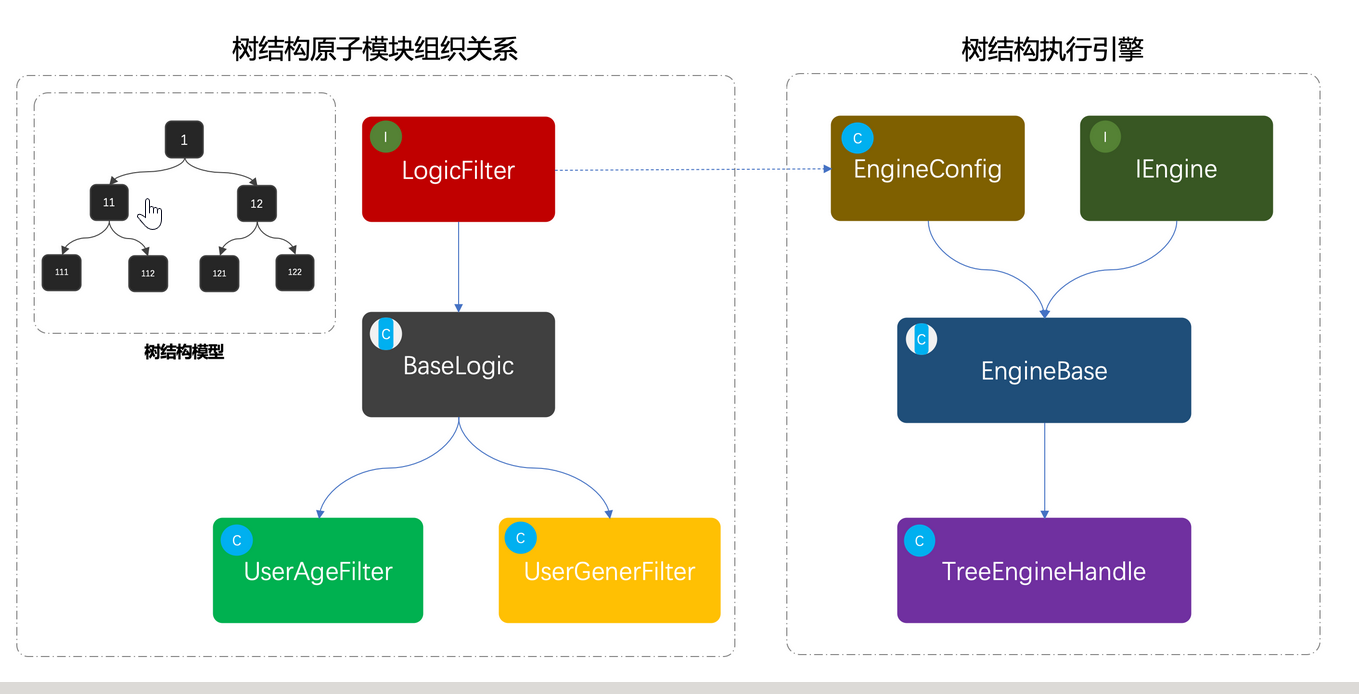 树结构原子模块组织关系
树结构执行引擎
1
11
12
111
112
121
122
树结构模型
I
LogicFilter
C
BaseLogic
C
UserAgeFilter
C
UserGenerFilter
C
EngineConfig
I
IEngine
C
EngineBase
C
TreeEngineHandle